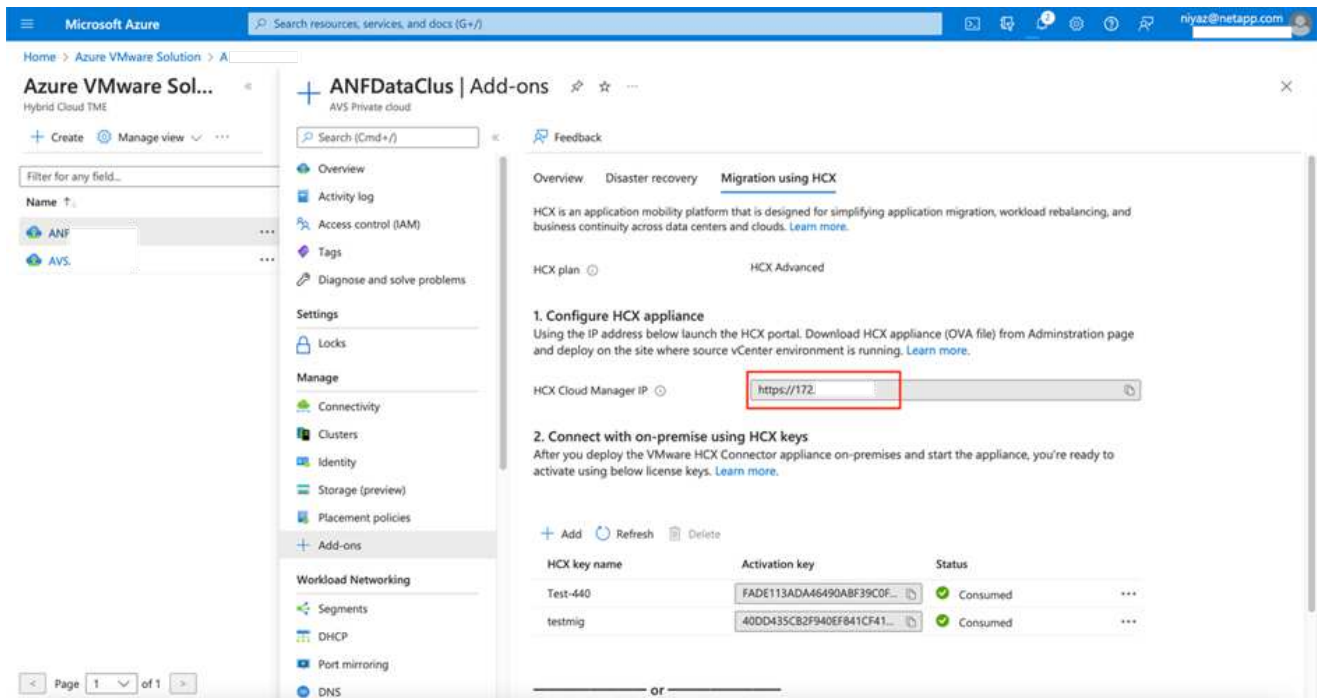 Microsoft Azure
Search resources, services, and docs (G+/)
2
niyaz@netapp.com
Home > Azure VMware Solution > A
Azure VMware Sol...
Hybrid Cloud TME
Create
Manage view
Filter for any field...
Name ↑
ANF
AVS.
< Page 1 of 1 >
ANFDataClus | Add-ons
AVS Private cloud
Search (Cmd+/)
Overview
Activity log
Access control (IAM)
Tags
Diagnose and solve problems
Settings
Locks
Manage
Connectivity
Clusters
Identity
Storage (preview)
Placement policies
Add-ons
Workload Networking
Segments
DHCP
Port mirroring
DNS
Feedback
Overview Disaster recovery Migration using HCX
HCX is an application mobility platform that is designed for simplifying application migration, workload rebalancing, and
business continuity across data centers and clouds. Learn more.
HCX plan HCX Advanced
1. Configure HCX appliance
Using the IP address below launch the HCX portal. Download HCX appliance (OVA file) from Adminstration page
and deploy on the site where source vCenter environment is running. Learn more.
HCX Cloud Manager IP https://172.
2. Connect with on-premise using HCX keys
After you deploy the VMware HCX Connector appliance on-premises and start the appliance, you're ready to
activate using below license keys. Learn more.
Add Refresh Delete
HCX key name Activation key Status
Test-440 FADE113ADA46490ABF39C0F... Consumed
testmig 40DD435CB2F940EF841CF41... Consumed
or